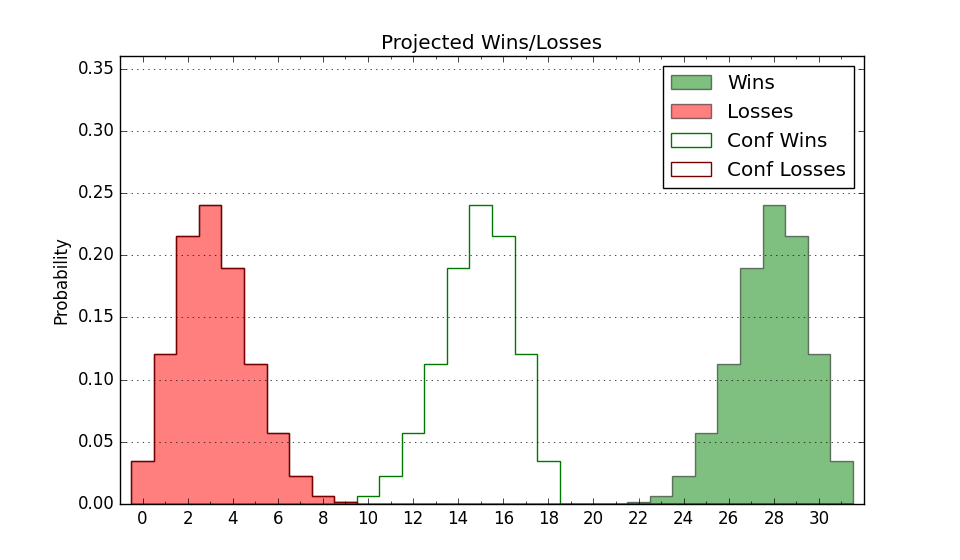 Projected Wins/Losses
0.35
0.30
0.25
0.20
0.15
0.10
0.05
0.00
Probability
Wins
Losses
Conf Wins
Conf Losses
0 2 4 6 8 10 12 14 16 18 20 22 24 26 28 30